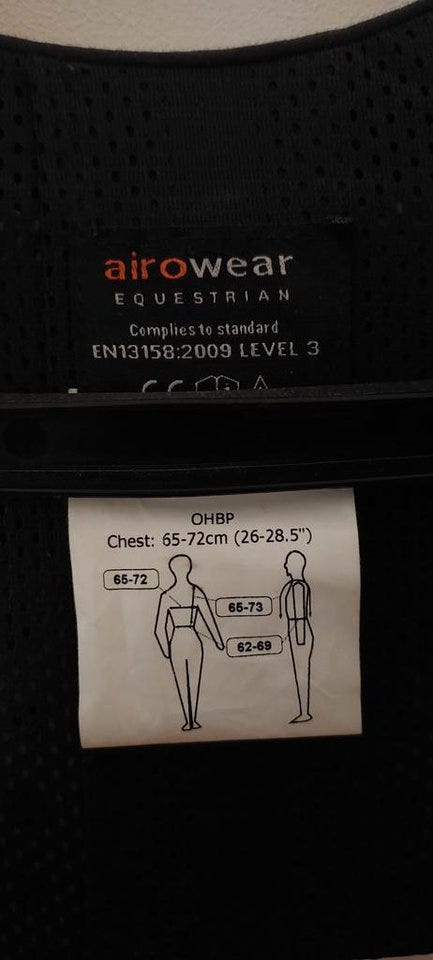 airowear
EQUESTRIAN
Complies to standard
EN13158:2009 LEVEL 3
OHBP
Chest: 65-72cm (26-28.5")
65-72
65-73
62-69